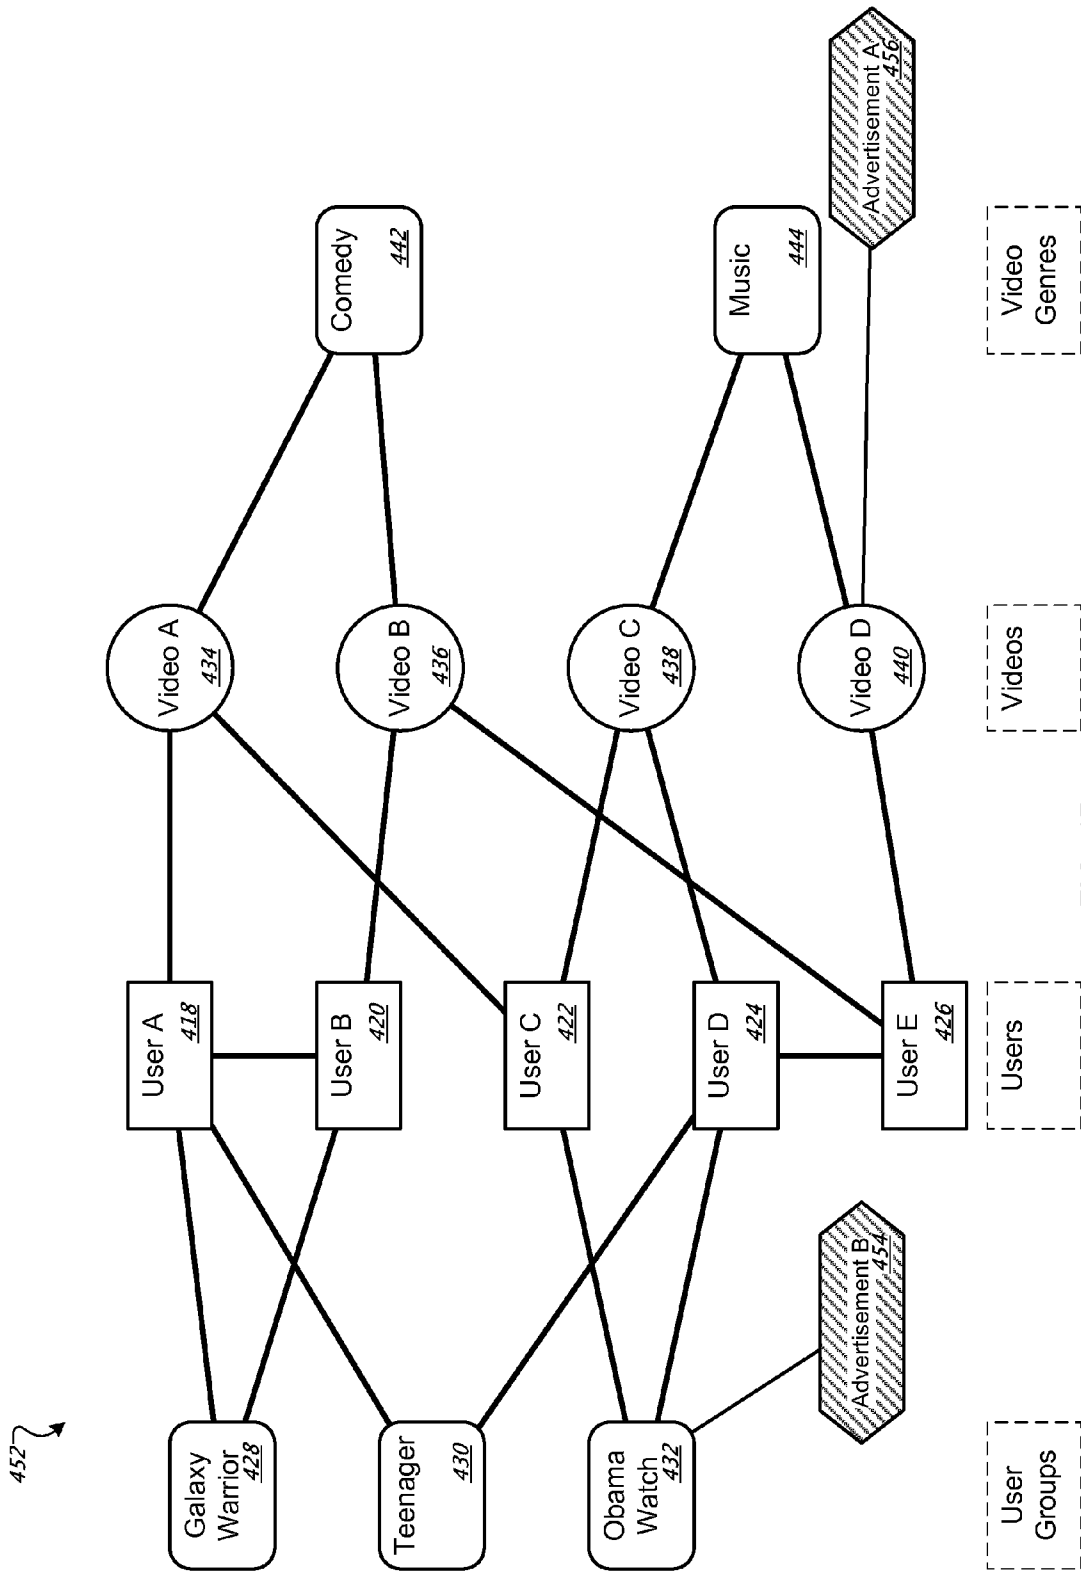 452
Galaxy
Warrior
428
Teenager
430
Obama
Watch
432
Advertisement B
454
User
Groups
User A
418
User B
420
User C
422
User D
424
User E
426
Users
Video A
434
Video B
436
Video C
438
Video D
440
Videos
Comedy
442
Music
444
Advertisement A
456
Video
Genres